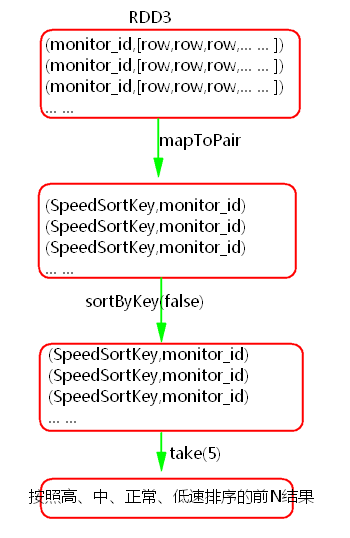 RDD3
(monitor_id,[row,row,row,... ... ])
(monitor_id,[row,row,row,... ... ])
(monitor_id,[row,row,row,... ... ])
... ...
mapToPair
(SpeedSortKey,monitor_id)
(SpeedSortKey,monitor_id)
(SpeedSortKey,monitor_id)
... ...
sortByKey(false)
(SpeedSortKey,monitor_id)
(SpeedSortKey,monitor_id)
(SpeedSortKey,monitor_id)
... ...
take(5)
按照高、中、正常、低速排序的前N结果